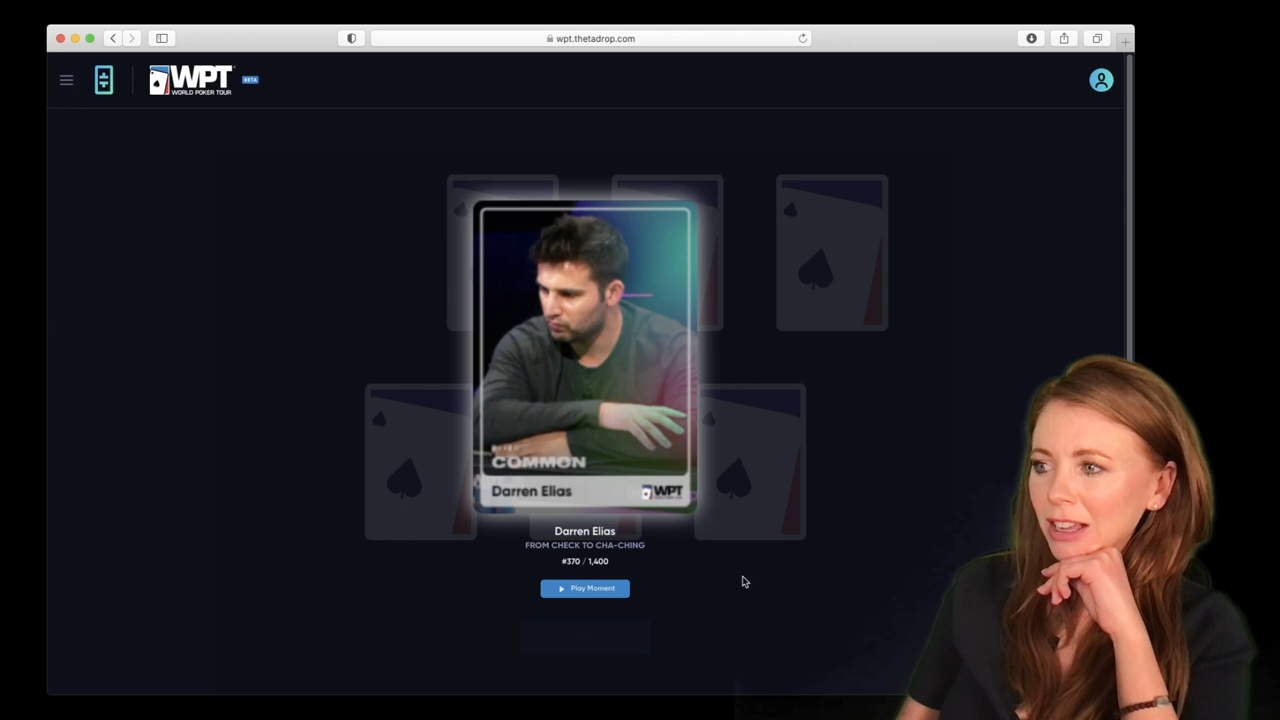 wpt.thetadrop.com
WPT
WORLD POKER TOUR
BETA
COMMON
Darren Elias
WPT
Darren Elias
FROM CHECK TO CHA-CHING
#370 / 1,400
Play Moment